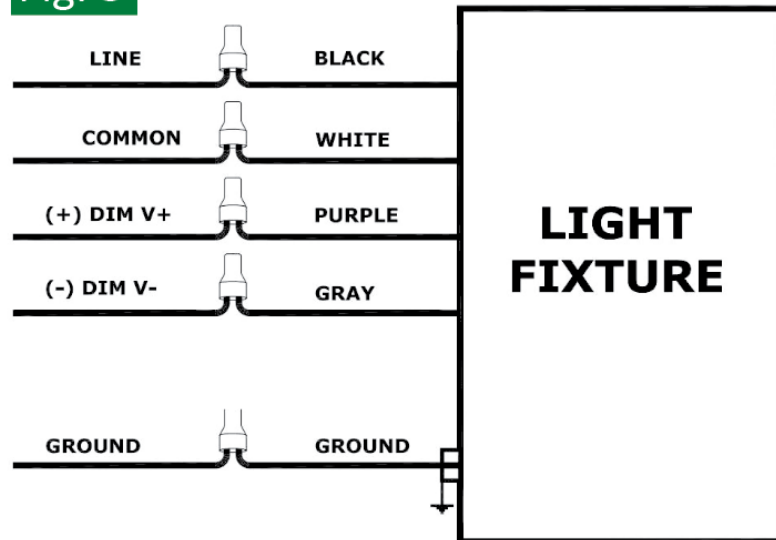 LINE BLACK
COMMON WHITE
(+) DIM V+ PURPLE
(-) DIM V- GRAY
GROUND GROUND
LIGHT
FIXTURE